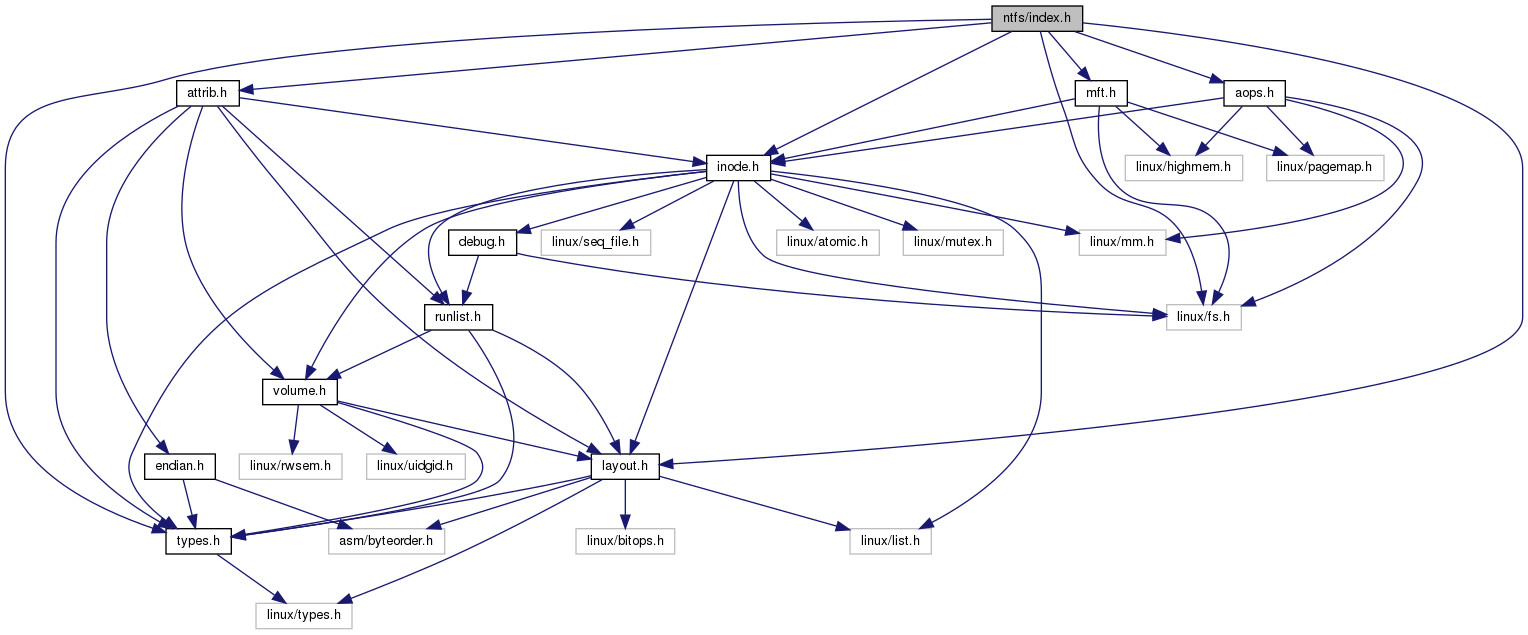 ntfs/index.h
attrib.h
mft.h
aops.h
inode.h
linux/highmem.h
linux/pagemap.h
debug.h
linux/seq_file.h
linux/atomic.h
linux/mutex.h
linux/mm.h
runlist.h
linux/fs.h
volume.h
endian.h
linux/rwsem.h
linux/uidgid.h
layout.h
types.h
asm/byteorder.h
linux/bitops.h
linux/list.h
linux/types.h